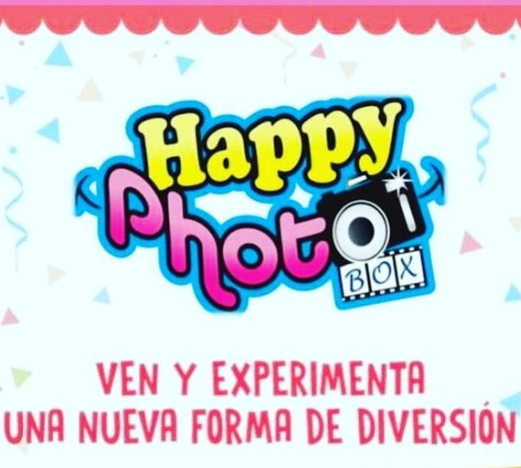 Happy
Photo
BOX
VEN Y EXPERIMENTA
UNA NUEVA FORMA DE DIVERSIÓN